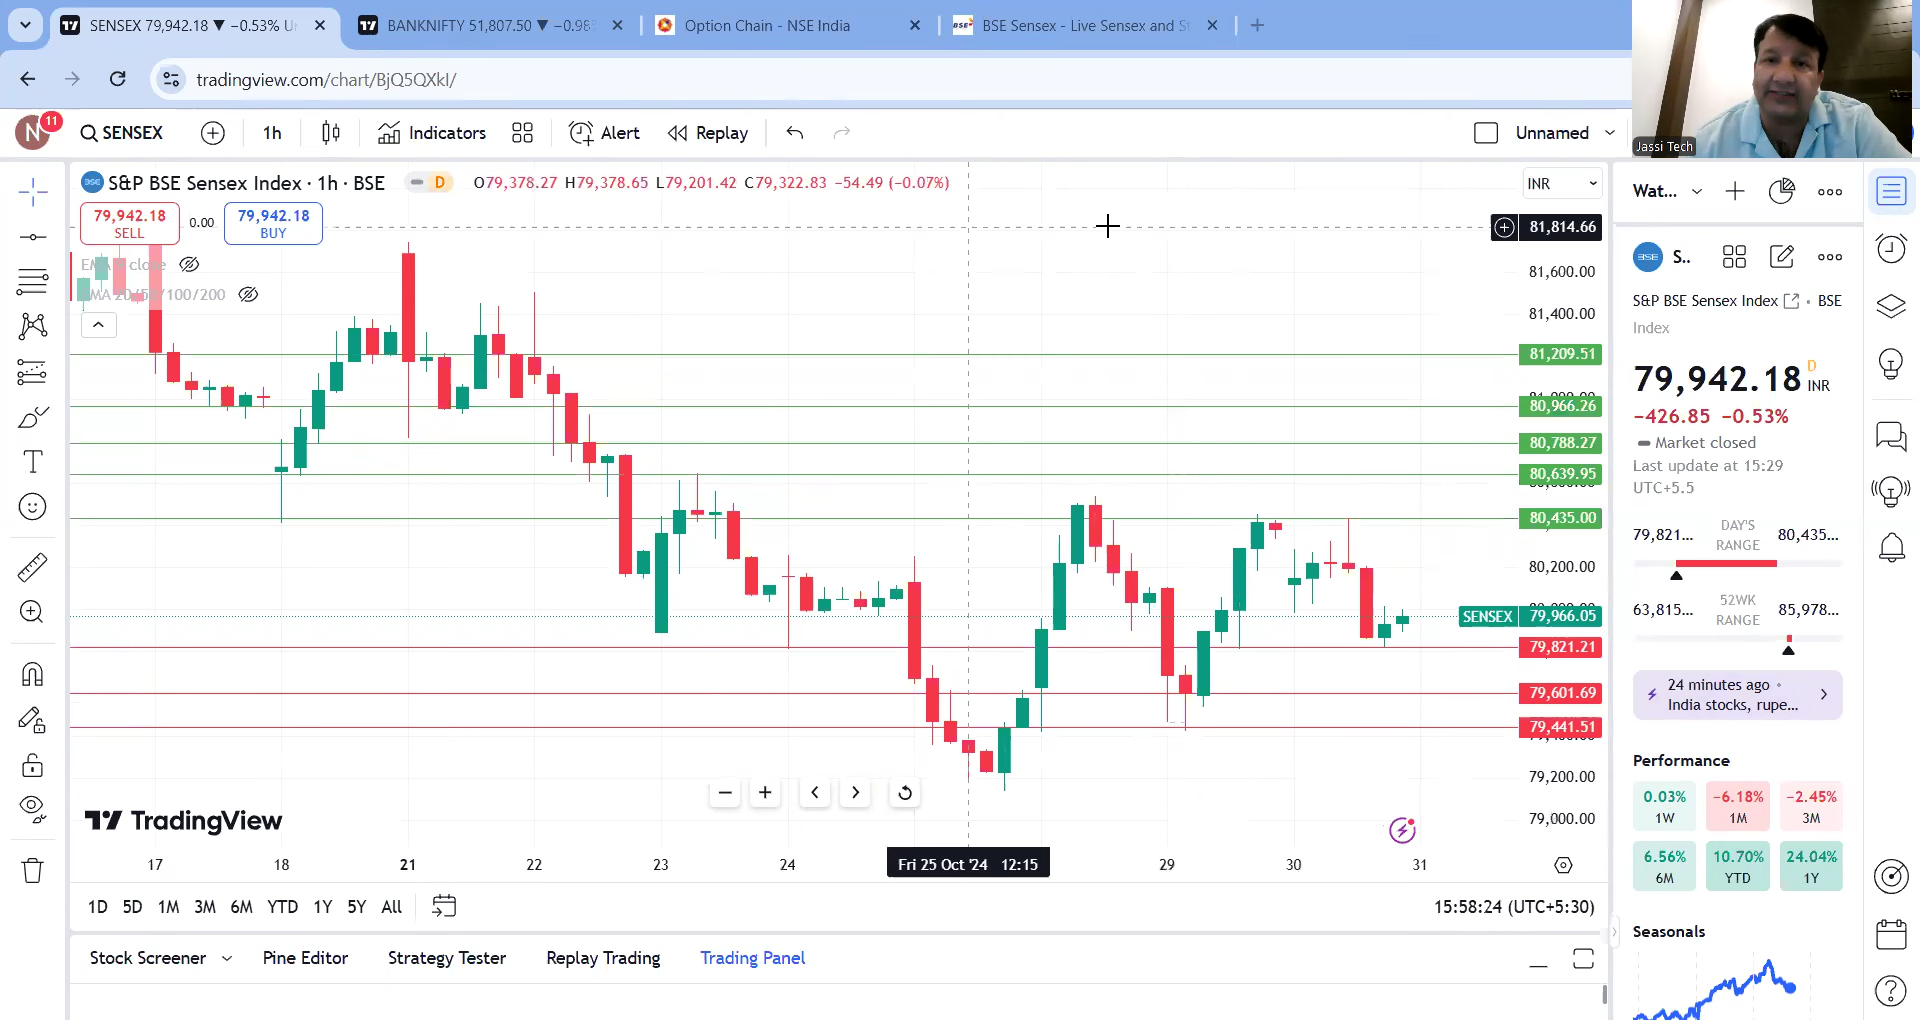 SENSEX 79,942.18 ▼ −0.53% Un
BANKNIFTY 51,807.50 ▼ −0.98%
Option Chain - NSE India
BSE Sensex - Live Sensex and St
tradingview.com/chart/BjQ5QXkI/
Jassi Tech
N
11
SENSEX
1h
Indicators
Alert
Replay
Unnamed
S&P BSE Sensex Index · 1h · BSE
D
O79,378.27 H79,378.65 L79,201.42 C79,322.83 −54.49 (−0.07%)
INR
79,942.18
SELL
0.00
79,942.18
BUY
81,814.66
81,600.00
81,400.00
81,209.51
80,966.26
80,788.27
80,639.95
80,435.00
80,200.00
SENSEX 79,966.05
79,821.21
79,601.69
79,441.51
79,200.00
79,000.00
TradingView
17
18
21
22
23
24
Fri 25 Oct '24 12:15
29
30
31
1D 5D 1M 3M 6M YTD 1Y 5Y All
15:58:24 (UTC+5:30)
Stock Screener
Pine Editor
Strategy Tester
Replay Trading
Trading Panel
Wat...
BSE
S..
S&P BSE Sensex Index · BSE
Index
79,942.18 D INR
−426.85 −0.53%
Market closed
Last update at 15:29
UTC+5.5
79,821... DAY'S RANGE 80,435...
63,815... 52WK RANGE 85,978...
24 minutes ago •
India stocks, rupe...
Performance
0.03%
1W
−6.18%
1M
−2.45%
3M
6.56%
6M
10.70%
YTD
24.04%
1Y
Seasonals